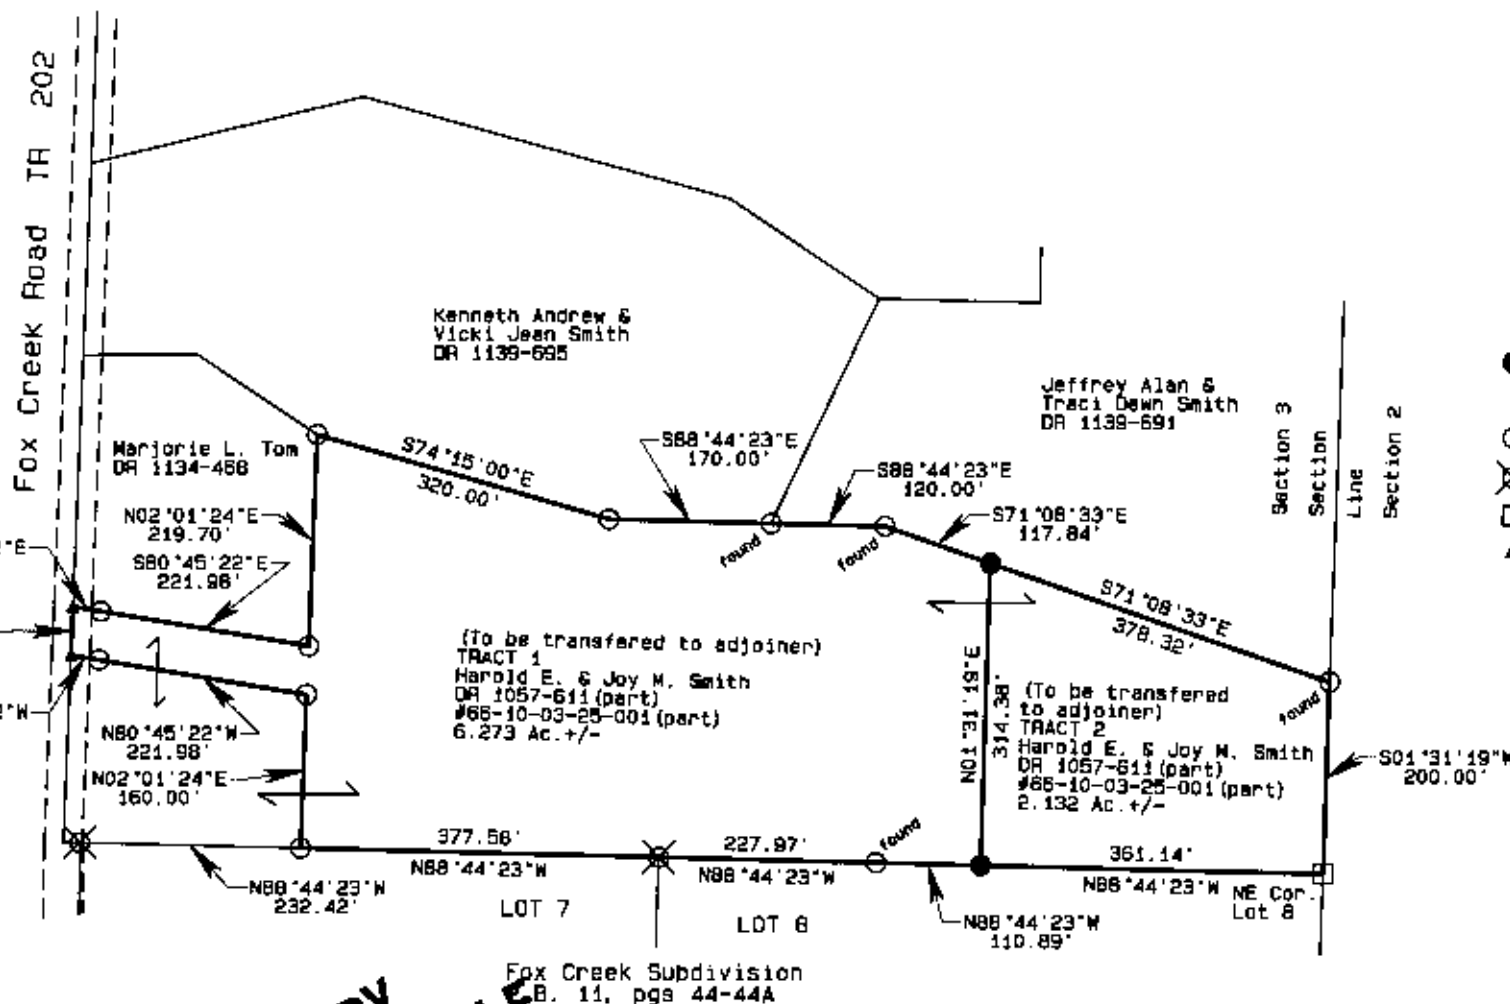 Fox Creek Road TR 202
Kenneth Andrew &
Vicki Jean Smith
DR 1139-695
Jeffrey Alan &
Traci Dawn Smith
DR 1139-691
Section 3
Section
Line
Section 2
Marjorie L. Tom
DR 1134-468
S74°15'00"E
320.00'
S88°44'23"E
170.00'
S88°44'23"E
120.00'
S71°08'33"E
117.84'
found
found
N02°01'24"E
219.70'
S80°45'22"E
221.98'
"E
S71°08'33"E
378.32'
found
(To be transfered to adjoiner)
TRACT 1
Harold E. & Joy M. Smith
DR 1057-611(part)
#66-10-03-25-001(part)
6.273 Ac.+/-
N01°31'19"E
314.38'
(To be transfered
to adjoiner)
TRACT 2
Harold E. & Joy M. Smith
DR 1057-611(part)
#66-10-03-25-001(part)
2.132 Ac.+/-
S01°31'19"W
200.00'
"W
N80°45'22"W
221.98'
N02°01'24"E
160.00'
377.56'
N88°44'23"W
227.97'
N88°44'23"W
found
361.14'
N88°44'23"W
NE Cor.
Lot 8
N88°44'23"W
232.42'
LOT 7
LOT 8
N88°44'23"W
110.89'
Fox Creek Subdivision
B. 11, pgs 44-44A